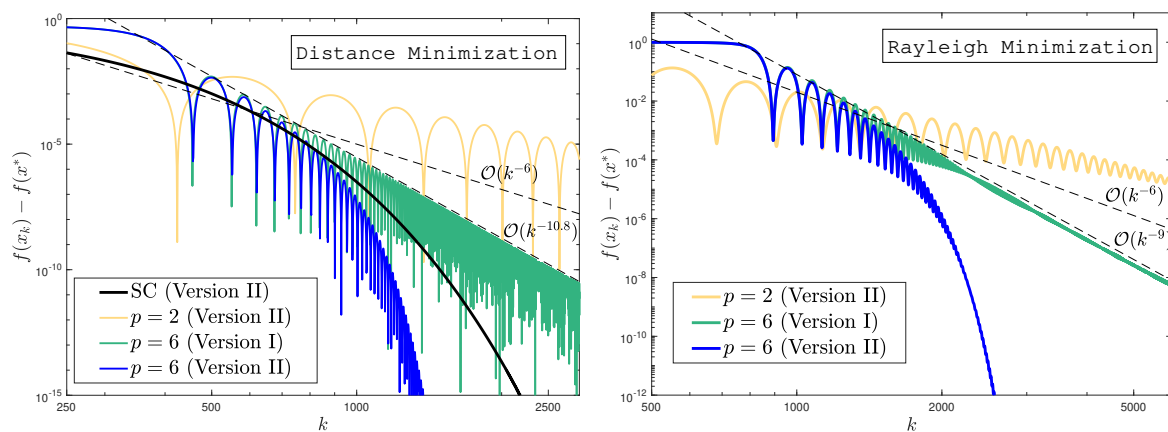 Distance Minimization
f(x_k) − f(x^*)
10^0
10^{-5}
10^{-10}
10^{-15}
O(k^{-6})
O(k^{-10.8})
SC (Version II)
p = 2 (Version II)
p = 6 (Version I)
p = 6 (Version II)
250
500
1000
2500
k
Rayleigh Minimization
f(x_k) − f(x^*)
10^0
10^{-2}
10^{-4}
10^{-6}
10^{-8}
10^{-10}
10^{-12}
O(k^{-6})
O(k^{-9})
p = 2 (Version II)
p = 6 (Version I)
p = 6 (Version II)
500
1000
2000
5000
k